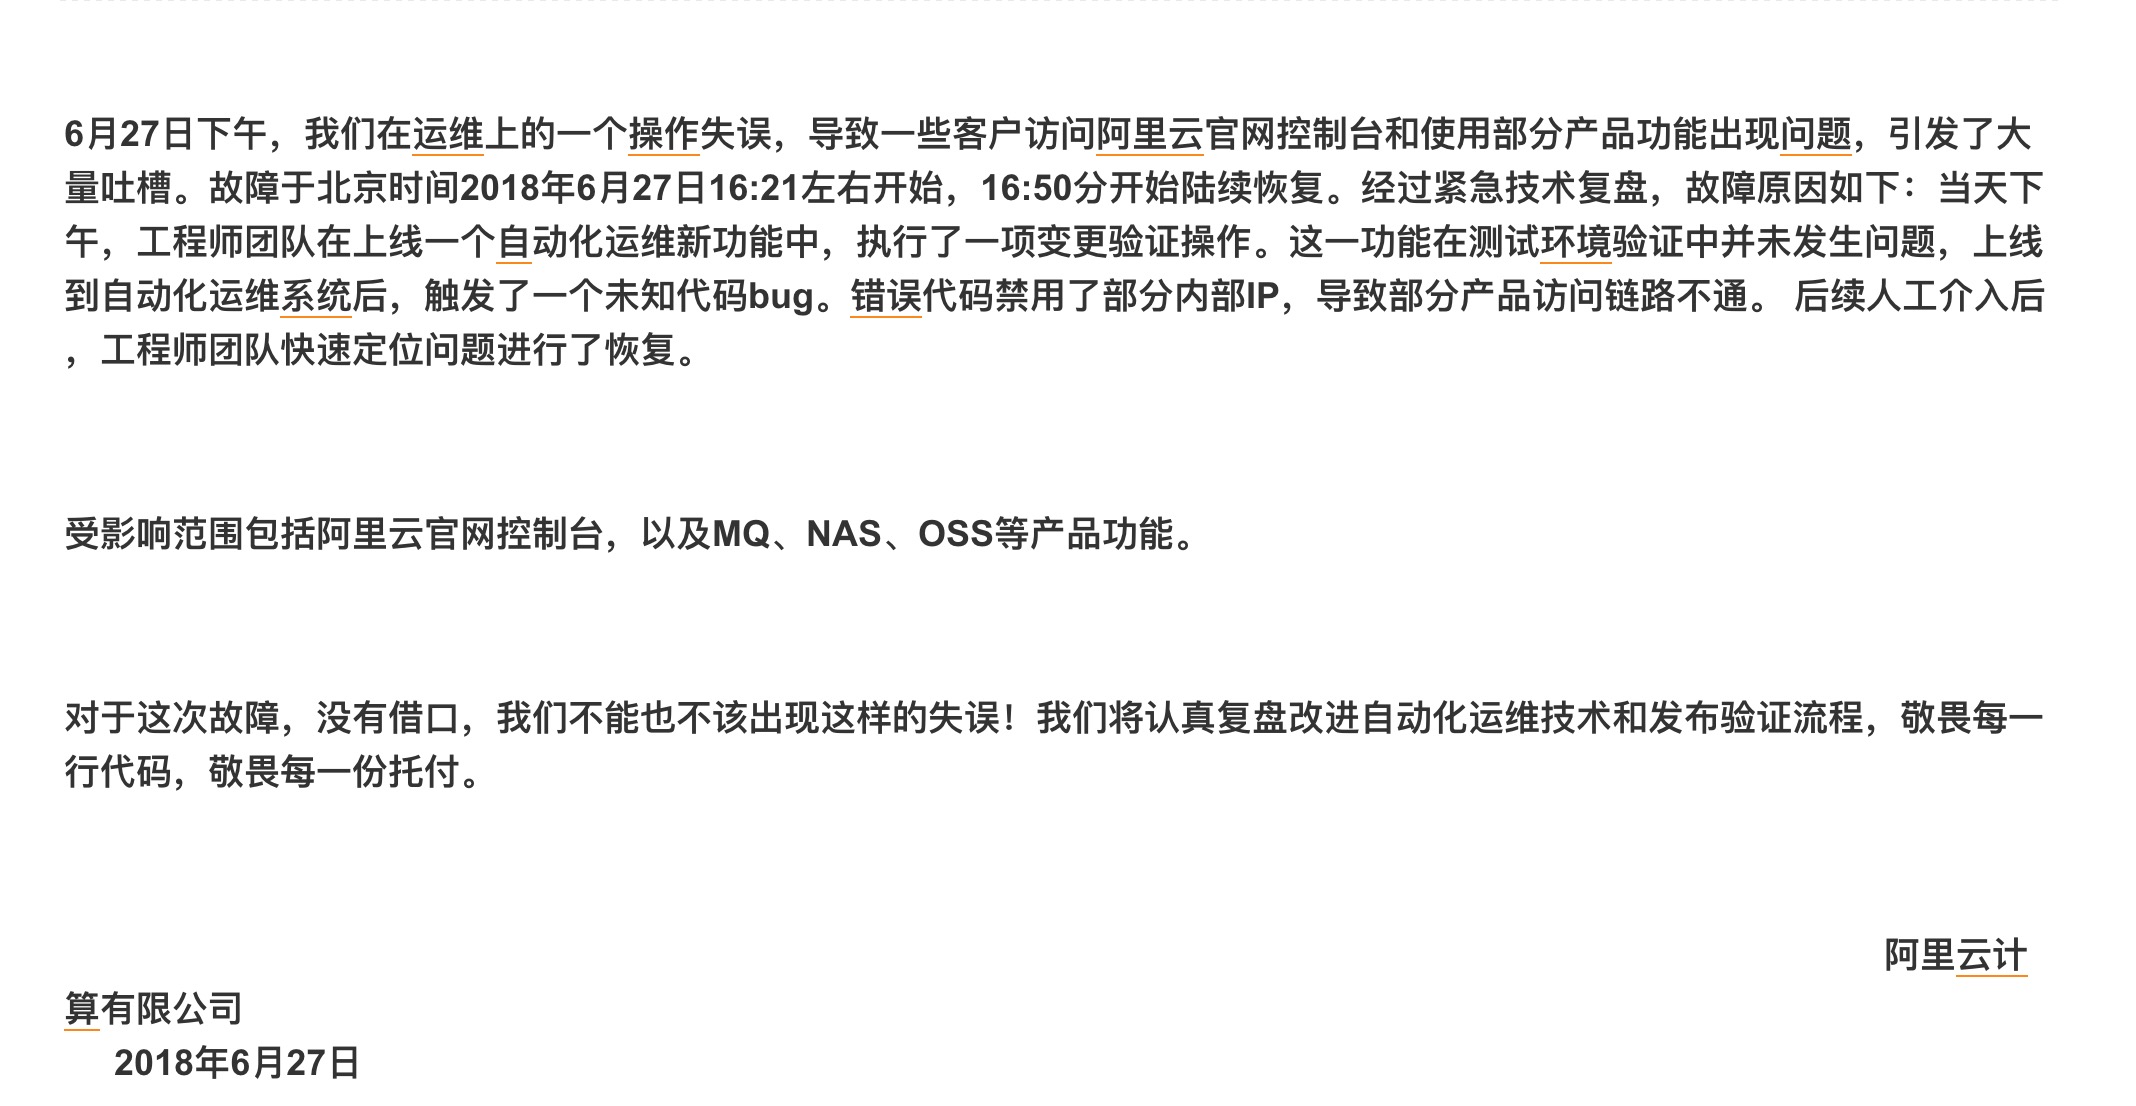 6月27日下午，我们在运维上的一个操作失误，导致一些客户访问阿里云官网控制台和使用部分产品功能出现问题，引发了大
量吐槽。故障于北京时间2018年6月27日16:21左右开始，16:50分开始陆续恢复。经过紧急技术复盘，故障原因如下：当天下
午，工程师团队在上线一个自动化运维新功能中，执行了一项变更验证操作。这一功能在测试环境验证中并未发生问题，上线
到自动化运维系统后，触发了一个未知代码bug。错误代码禁用了部分内部IP，导致部分产品访问链路不通。 后续人工介入后
，工程师团队快速定位问题进行了恢复。
受影响范围包括阿里云官网控制台，以及MQ、NAS、OSS等产品功能。
对于这次故障，没有借口，我们不能也不该出现这样的失误！我们将认真复盘改进自动化运维技术和发布验证流程，敬畏每一
行代码，敬畏每一份托付。
阿里云计
算有限公司
2018年6月27日